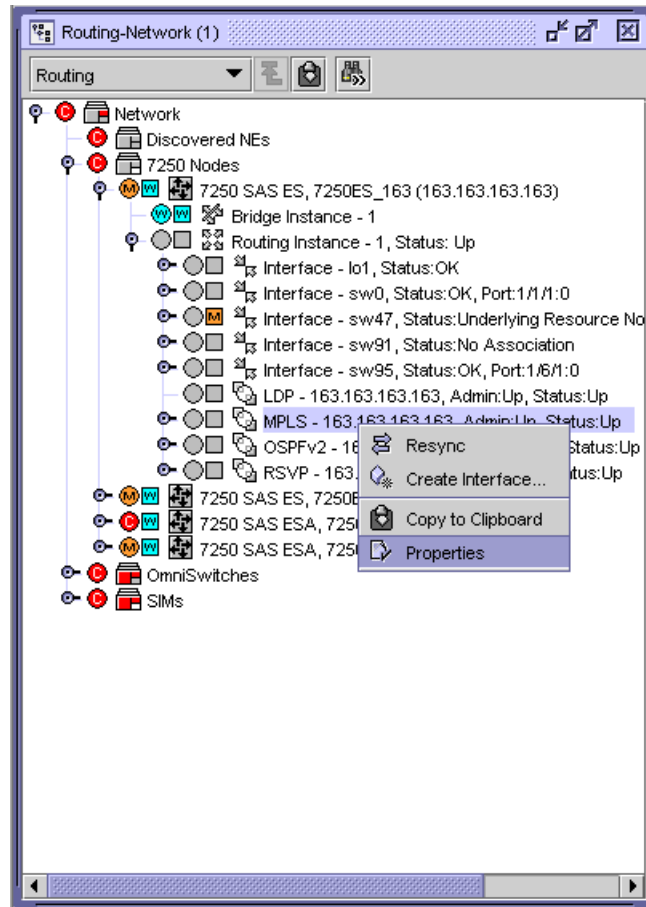 Routing-Network (1)
Routing
C Network
C Discovered NEs
C 7250 Nodes
M W 7250 SAS ES, 7250ES_163 (163.163.163.163)
W W Bridge Instance - 1
Routing Instance - 1, Status: Up
Interface - lo1, Status:OK
Interface - sw0, Status:OK, Port:1/1/1:0
M Interface - sw47, Status:Underlying Resource No
Interface - sw91, Status:No Association
Interface - sw95, Status:OK, Port:1/6/1:0
LDP - 163.163.163.163, Admin:Up, Status:Up
MPLS - 163.163.163.163, Admin:Up, Status:Up
OSPFv2 - 16 Status:Up
RSVP - 163. tus:Up
M W 7250 SAS ES, 7250E
C W 7250 SAS ESA, 725
M W 7250 SAS ESA, 725
C OmniSwitches
C SIMs
Resync
Create Interface...
Copy to Clipboard
Properties